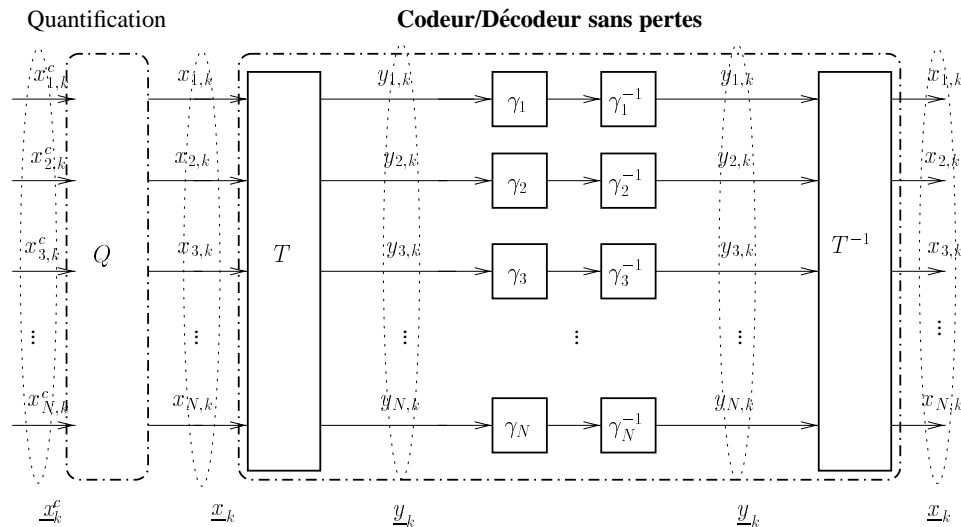 Quantification Codeur/Décodeur sans pertes
x^c_{1,k} x_{1,k} y_{1,k} γ_1 γ_1^{-1} y_{1,k} x_{1,k}
x^c_{2,k} x_{2,k} y_{2,k} γ_2 γ_2^{-1} y_{2,k} x_{2,k}
x^c_{3,k} Q x_{3,k} T y_{3,k} γ_3 γ_3^{-1} y_{3,k} T^{-1} x_{3,k}
... ... ... ... ... ...
x^c_{N,k} x_{N,k} y_{N,k} γ_N γ_N^{-1} y_{N,k} x_{N,k}
x^c_k x_k y_k y_k x_k